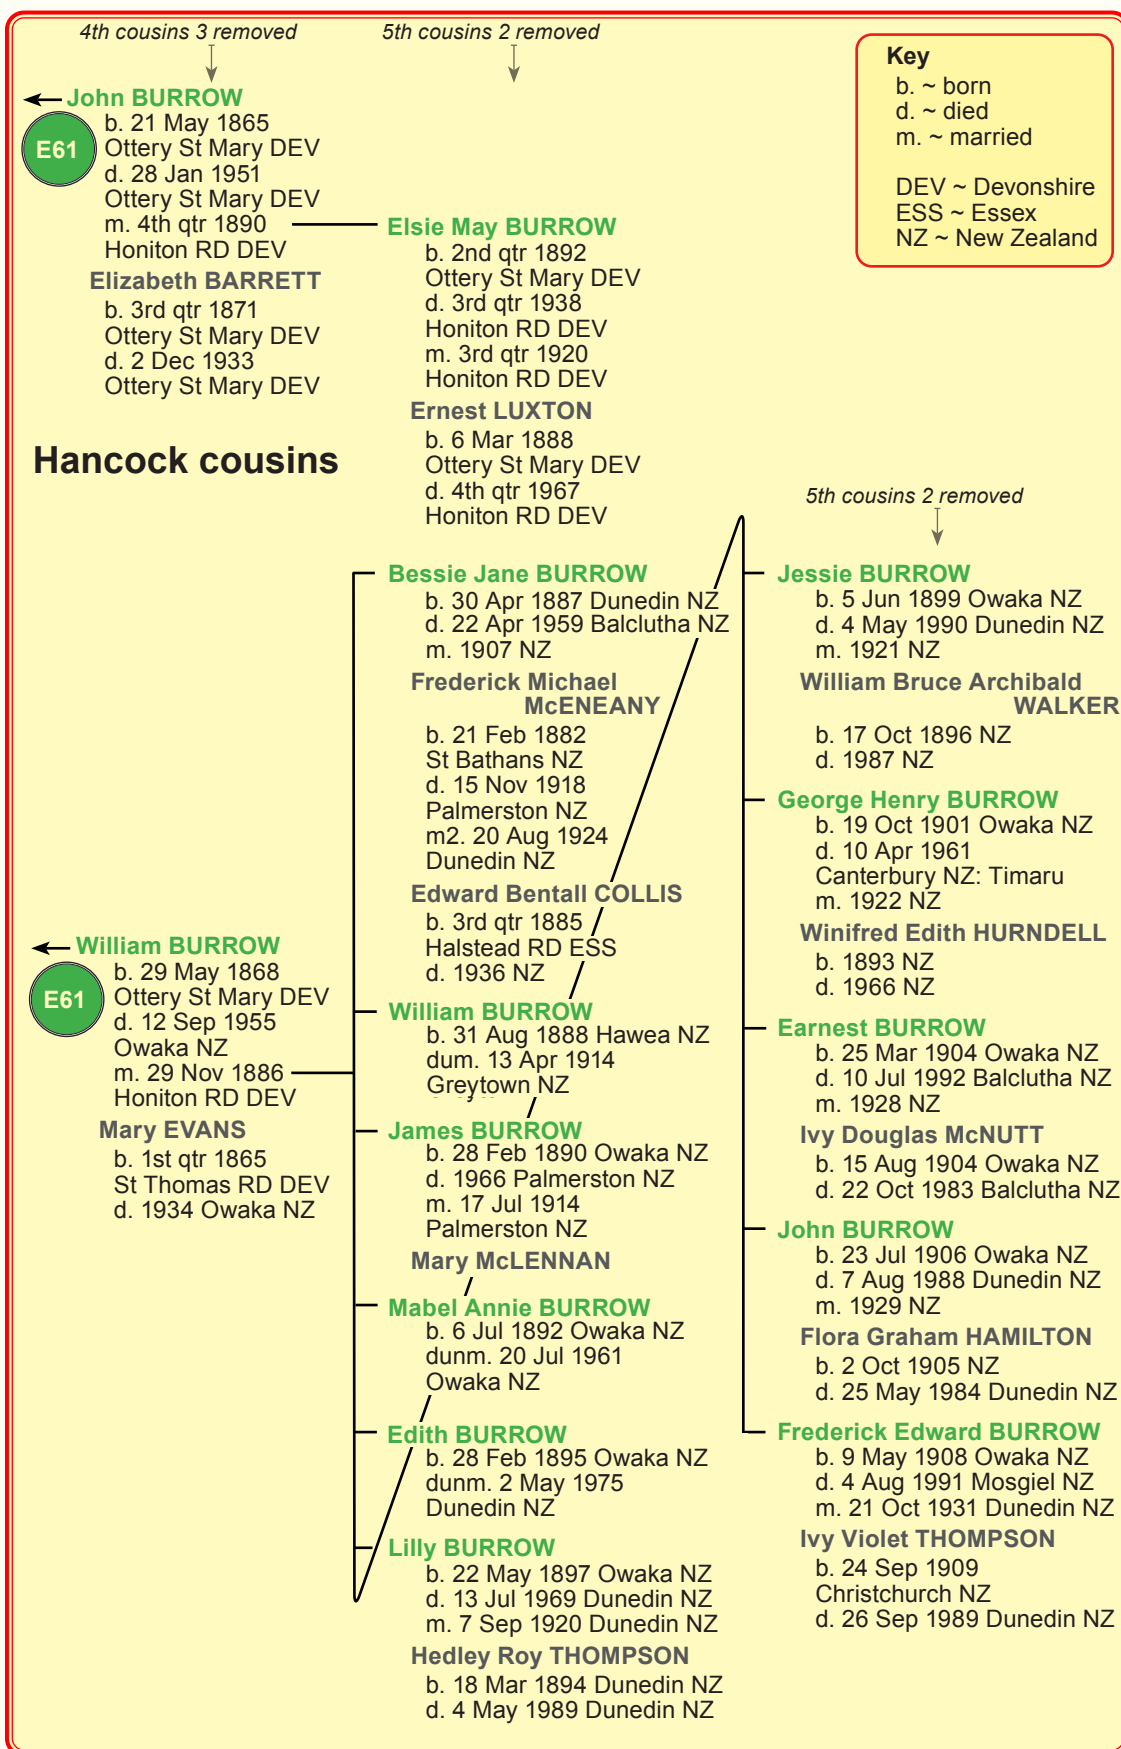 4th cousins 3 removed
5th cousins 2 removed
Key
b. ~ born
d. ~ died
m. ~ married
DEV ~ Devonshire
ESS ~ Essex
NZ ~ New Zealand
John BURROW
E61
b. 21 May 1865
Ottery St Mary DEV
d. 28 Jan 1951
Ottery St Mary DEV
m. 4th qtr 1890
Honiton RD DEV
Elizabeth BARRETT
b. 3rd qtr 1871
Ottery St Mary DEV
d. 2 Dec 1933
Ottery St Mary DEV
Elsie May BURROW
b. 2nd qtr 1892
Ottery St Mary DEV
d. 3rd qtr 1938
Honiton RD DEV
m. 3rd qtr 1920
Honiton RD DEV
Ernest LUXTON
b. 6 Mar 1888
Ottery St Mary DEV
d. 4th qtr 1967
Honiton RD DEV
Hancock cousins
William BURROW
E61
b. 29 May 1868
Ottery St Mary DEV
d. 12 Sep 1955
Owaka NZ
m. 29 Nov 1886
Honiton RD DEV
Mary EVANS
b. 1st qtr 1865
St Thomas RD DEV
d. 1934 Owaka NZ
Bessie Jane BURROW
b. 30 Apr 1887 Dunedin NZ
d. 22 Apr 1959 Balclutha NZ
m. 1907 NZ
Frederick Michael
McENEANY
b. 21 Feb 1882
St Bathans NZ
d. 15 Nov 1918
Palmerston NZ
m2. 20 Aug 1924
Dunedin NZ
Edward Bentall COLLIS
b. 3rd qtr 1885
Halstead RD ESS
d. 1936 NZ
William BURROW
b. 31 Aug 1888 Hawea NZ
dum. 13 Apr 1914
Greytown NZ
James BURROW
b. 28 Feb 1890 Owaka NZ
d. 1966 Palmerston NZ
m. 17 Jul 1914
Palmerston NZ
Mary McLENNAN
Mabel Annie BURROW
b. 6 Jul 1892 Owaka NZ
dunm. 20 Jul 1961
Owaka NZ
Edith BURROW
b. 28 Feb 1895 Owaka NZ
dunm. 2 May 1975
Dunedin NZ
Lilly BURROW
b. 22 May 1897 Owaka NZ
d. 13 Jul 1969 Dunedin NZ
m. 7 Sep 1920 Dunedin NZ
Hedley Roy THOMPSON
b. 18 Mar 1894 Dunedin NZ
d. 4 May 1989 Dunedin NZ
5th cousins 2 removed
Jessie BURROW
b. 5 Jun 1899 Owaka NZ
d. 4 May 1990 Dunedin NZ
m. 1921 NZ
William Bruce Archibald
WALKER
b. 17 Oct 1896 NZ
d. 1987 NZ
George Henry BURROW
b. 19 Oct 1901 Owaka NZ
d. 10 Apr 1961
Canterbury NZ: Timaru
m. 1922 NZ
Winifred Edith HURNDELL
b. 1893 NZ
d. 1966 NZ
Earnest BURROW
b. 25 Mar 1904 Owaka NZ
d. 10 Jul 1992 Balclutha NZ
m. 1928 NZ
Ivy Douglas McNUTT
b. 15 Aug 1904 Owaka NZ
d. 22 Oct 1983 Balclutha NZ
John BURROW
b. 23 Jul 1906 Owaka NZ
d. 7 Aug 1988 Dunedin NZ
m. 1929 NZ
Flora Graham HAMILTON
b. 2 Oct 1905 NZ
d. 25 May 1984 Dunedin NZ
Frederick Edward BURROW
b. 9 May 1908 Owaka NZ
d. 4 Aug 1991 Mosgiel NZ
m. 21 Oct 1931 Dunedin NZ
Ivy Violet THOMPSON
b. 24 Sep 1909
Christchurch NZ
d. 26 Sep 1989 Dunedin NZ